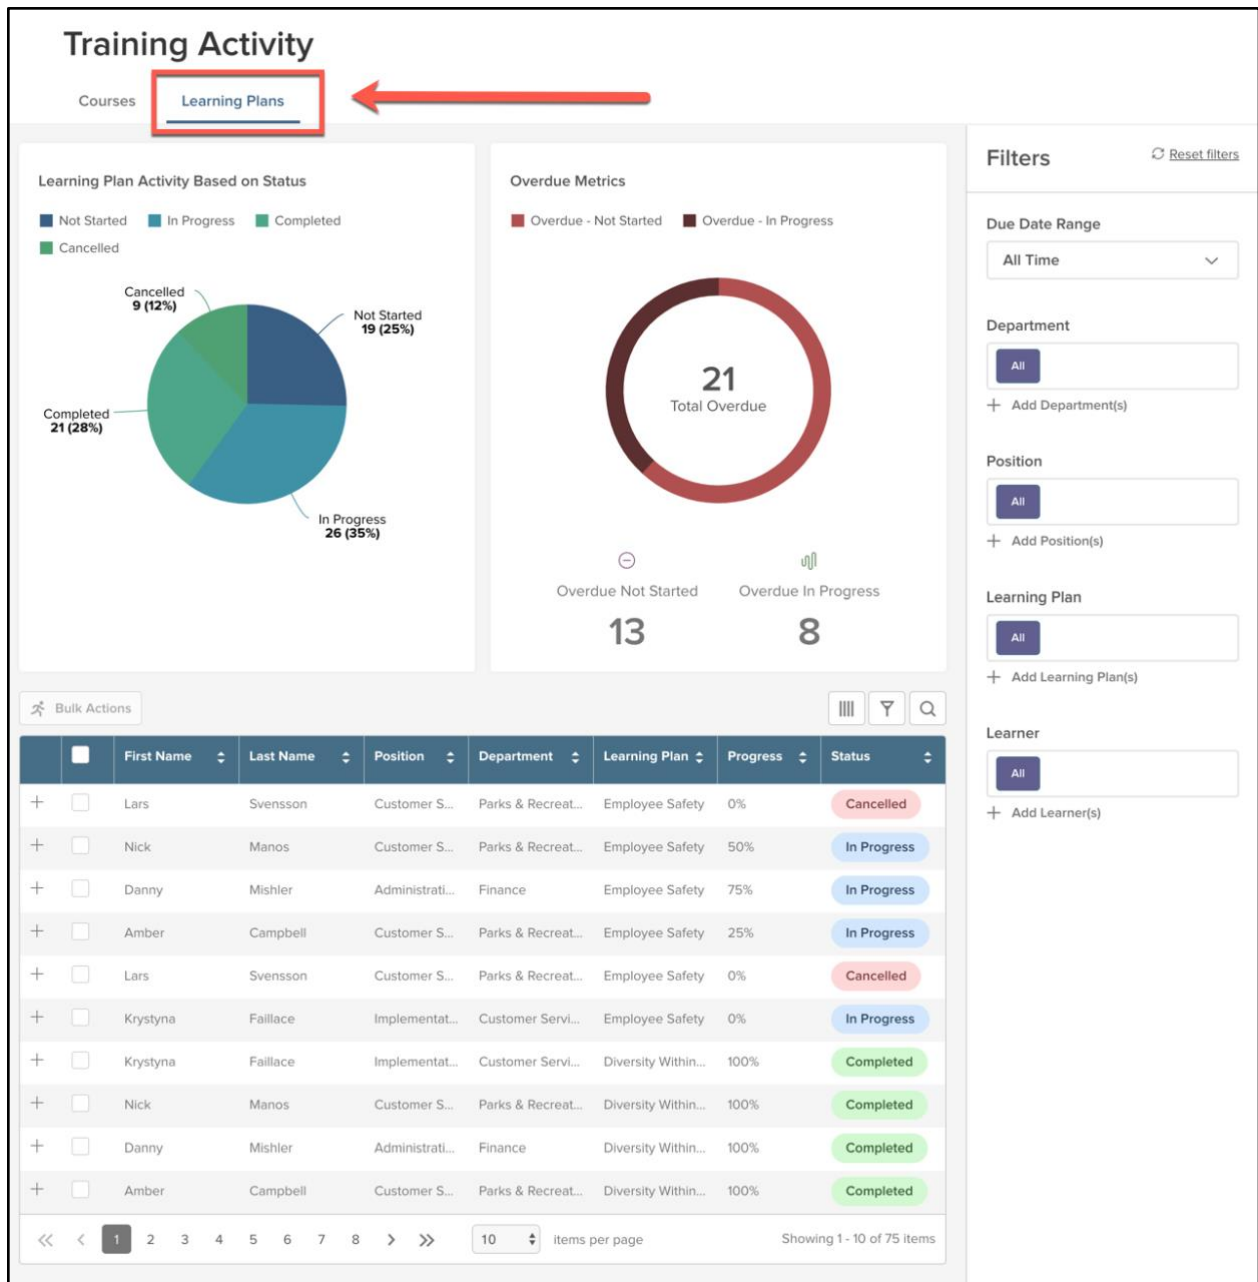 Training Activity
Courses Learning Plans
Learning Plan Activity Based on Status
Not Started In Progress Completed
Cancelled
Cancelled
9 (12%)
Not Started
19 (25%)
Completed
21 (28%)
In Progress
26 (35%)
Overdue Metrics
Overdue - Not Started Overdue - In Progress
21
Total Overdue
Overdue Not Started Overdue In Progress
13 8
Filters Reset filters
Due Date Range
All Time
Department
All
+ Add Department(s)
Position
All
+ Add Position(s)
Learning Plan
All
+ Add Learning Plan(s)
Learner
All
+ Add Learner(s)
Bulk Actions
First Name Last Name Position Department Learning Plan Progress Status
+ Lars Svensson Customer S... Parks & Recreat... Employee Safety 0% Cancelled
+ Nick Manos Customer S... Parks & Recreat... Employee Safety 50% In Progress
+ Danny Mishler Administrati... Finance Employee Safety 75% In Progress
+ Amber Campbell Customer S... Parks & Recreat... Employee Safety 25% In Progress
+ Lars Svensson Customer S... Parks & Recreat... Employee Safety 0% Cancelled
+ Krystyna Faillace Implementat... Customer Servi... Employee Safety 0% In Progress
+ Krystyna Faillace Implementat... Customer Servi... Diversity Within... 100% Completed
+ Nick Manos Customer S... Parks & Recreat... Diversity Within... 100% Completed
+ Danny Mishler Administrati... Finance Diversity Within... 100% Completed
+ Amber Campbell Customer S... Parks & Recreat... Diversity Within... 100% Completed
1 2 3 4 5 6 7 8 10 items per page Showing 1 - 10 of 75 items